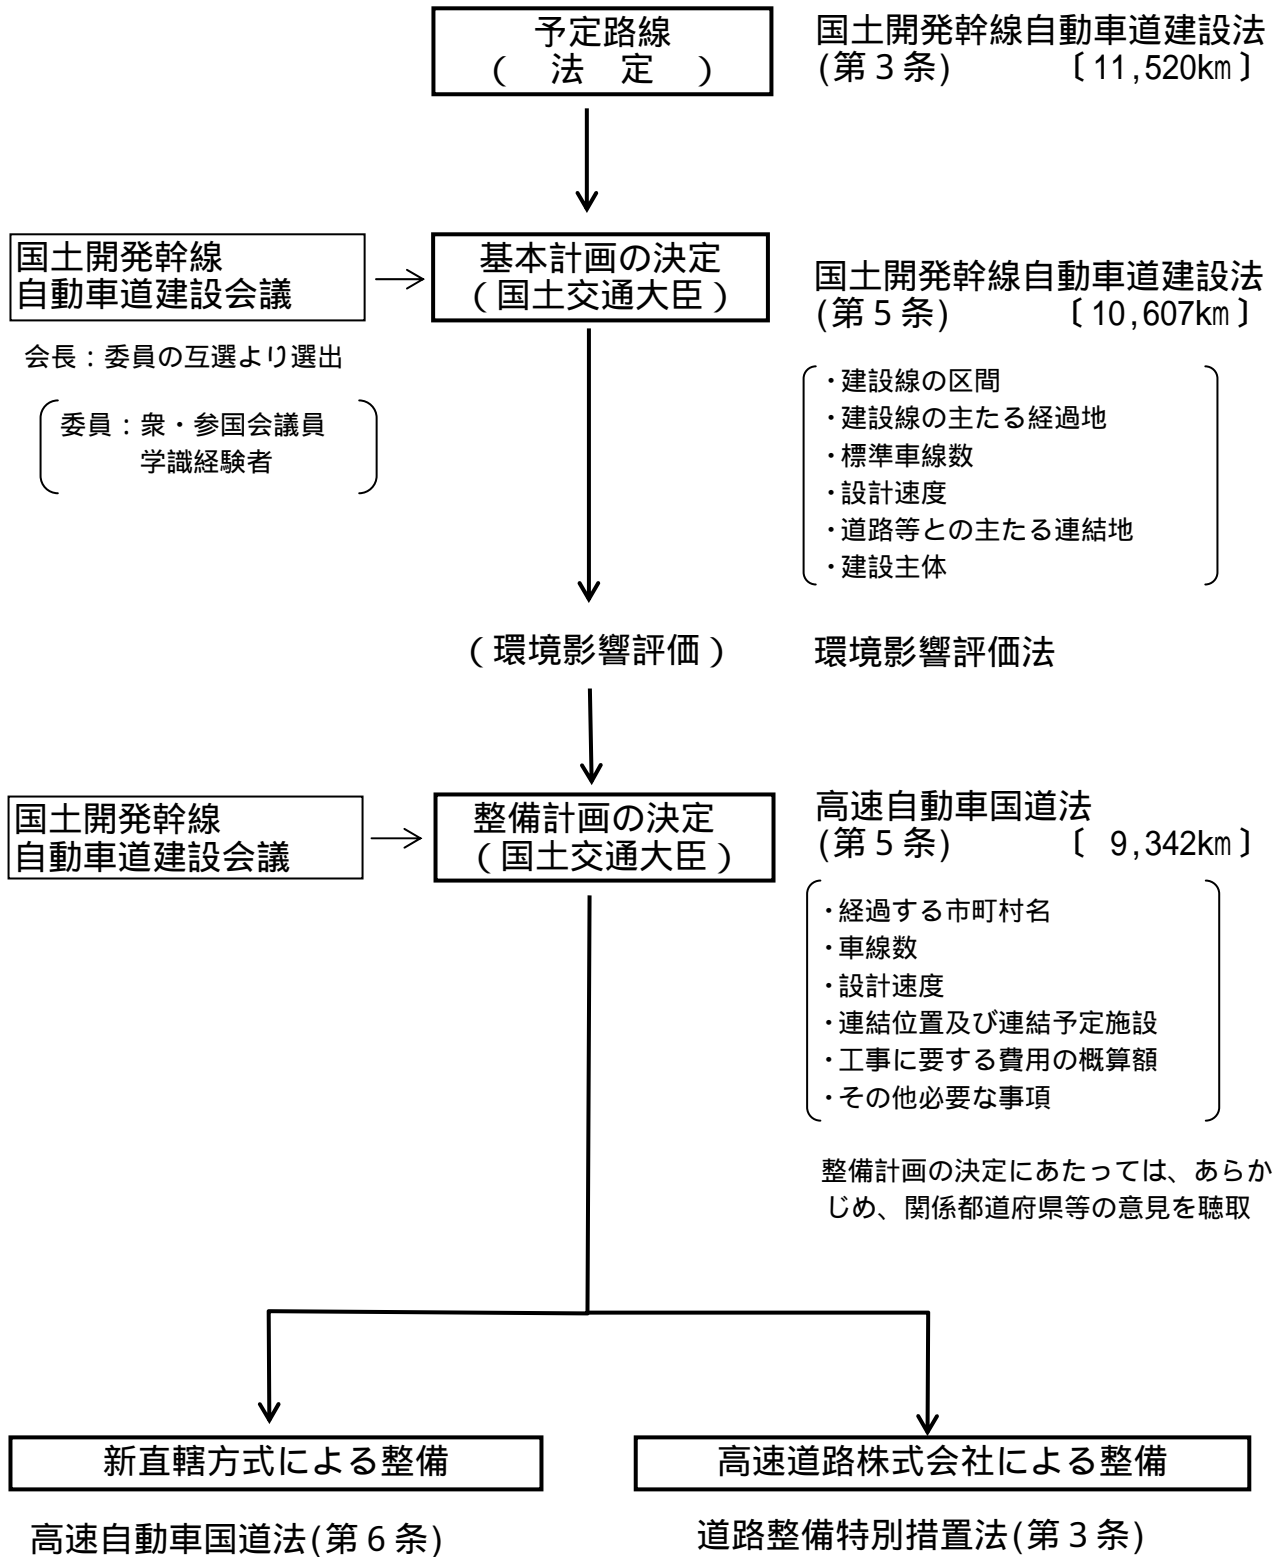 予定路線
( 法 定 )
国土開発幹線自動車道建設法
(第3条) 〔11,520km〕
国土開発幹線
自動車道建設会議
基本計画の決定
(国土交通大臣)
国土開発幹線自動車道建設法
(第5条) 〔10,607km〕
会長:委員の互選より選出
委員:衆・参国会議員
学識経験者
・建設線の区間
・建設線の主たる経過地
・標準車線数
・設計速度
・道路等との主たる連結地
・建設主体
(環境影響評価)
環境影響評価法
国土開発幹線
自動車道建設会議
整備計画の決定
(国土交通大臣)
高速自動車国道法
(第5条) 〔 9,342km〕
・経過する市町村名
・車線数
・設計速度
・連結位置及び連結予定施設
・工事に要する費用の概算額
・その他必要な事項
整備計画の決定にあたっては、あらか
じめ、関係都道府県等の意見を聴取
新直轄方式による整備
高速道路株式会社による整備
高速自動車国道法(第6条)
道路整備特別措置法(第3条)